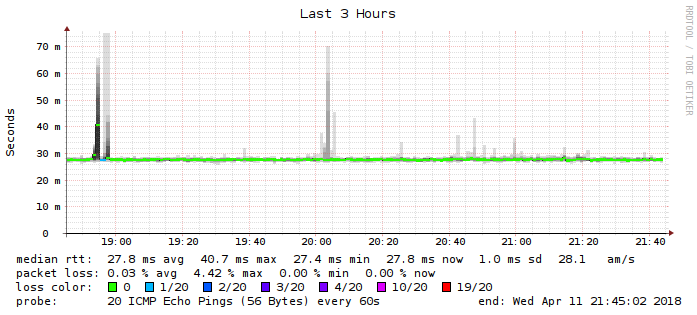 Last 3 Hours
RRDTOOL / TOBI OETIKER
Seconds
70 m
60 m
50 m
40 m
30 m
20 m
10 m
0
19:00 19:20 19:40 20:00 20:20 20:40 21:00 21:20 21:40
median rtt: 27.8 ms avg 40.7 ms max 27.4 ms min 27.8 ms now 1.0 ms sd 28.1 am/s
packet loss: 0.03 % avg 4.42 % max 0.00 % min 0.00 % now
loss color: 0 1/20 2/20 3/20 4/20 10/20 19/20
probe: 20 ICMP Echo Pings (56 Bytes) every 60s end: Wed Apr 11 21:45:02 2018